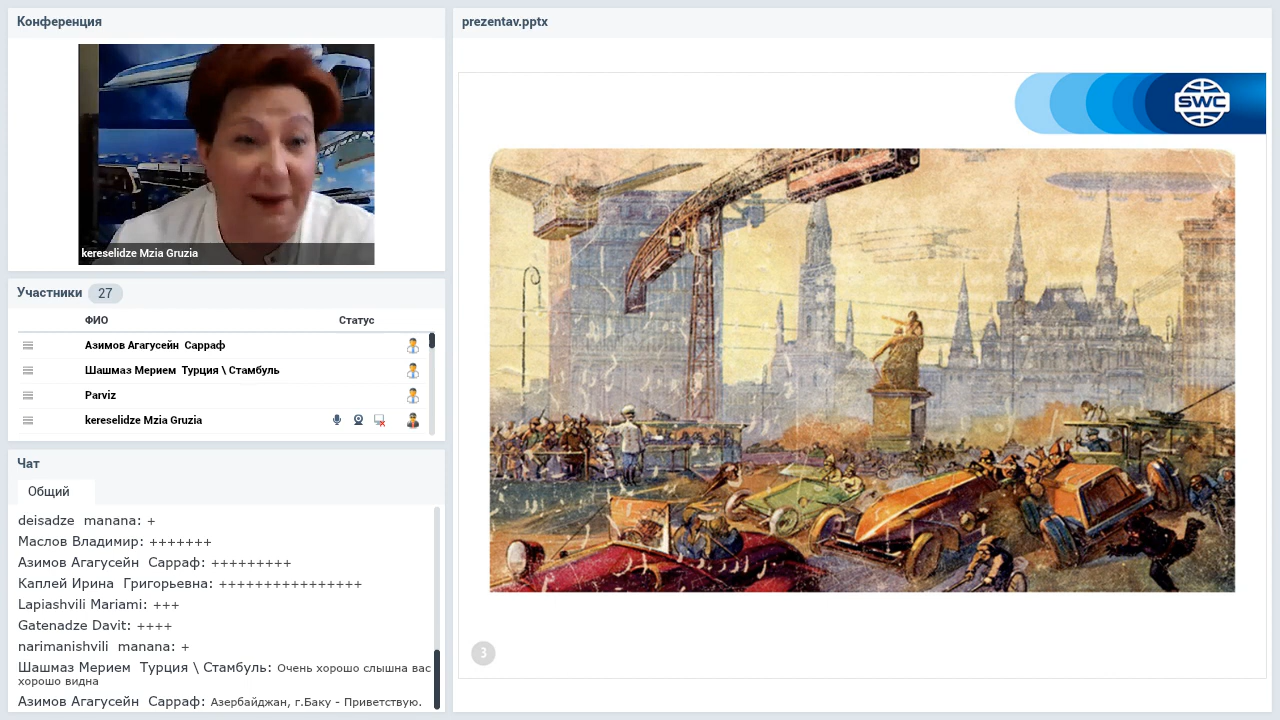 Конференция
kereselidze Mzia Gruzia
Участники 27
ФИО Статус
Азимов Агагусейн Сарраф
Шашмаз Мерием Турция \ Стамбуль
Parviz
kereselidze Mzia Gruzia
Чат
Общий
deisadze manana: +
Маслов Владимир: +++++++
Азимов Агагусейн Сарраф: +++++++++
Каплей Ирина Григорьевна: ++++++++++++++++
Lapiashvili Mariami: +++
Gatenadze Davit: ++++
narimanishvili manana: +
Шашмаз Мерием Турция \ Стамбуль: Очень хорошо слышна вас
хорошо видна
Азимов Агагусейн Сарраф: Азербайджан, г.Баку - Приветствую.
prezentav.pptx
SWC
3